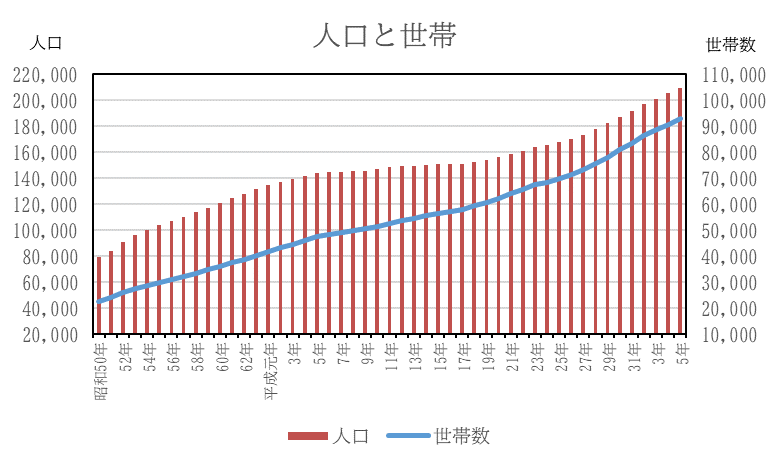 人口と世帯
人口
世帯数
220,000
200,000
180,000
160,000
140,000
120,000
100,000
80,000
60,000
40,000
20,000
110,000
100,000
90,000
80,000
70,000
60,000
50,000
40,000
30,000
20,000
10,000
昭和50年
52年
54年
56年
58年
60年
62年
平成元年
3年
5年
7年
9年
11年
13年
15年
17年
19年
21年
23年
25年
27年
29年
31年
3年
5年
人口
世帯数